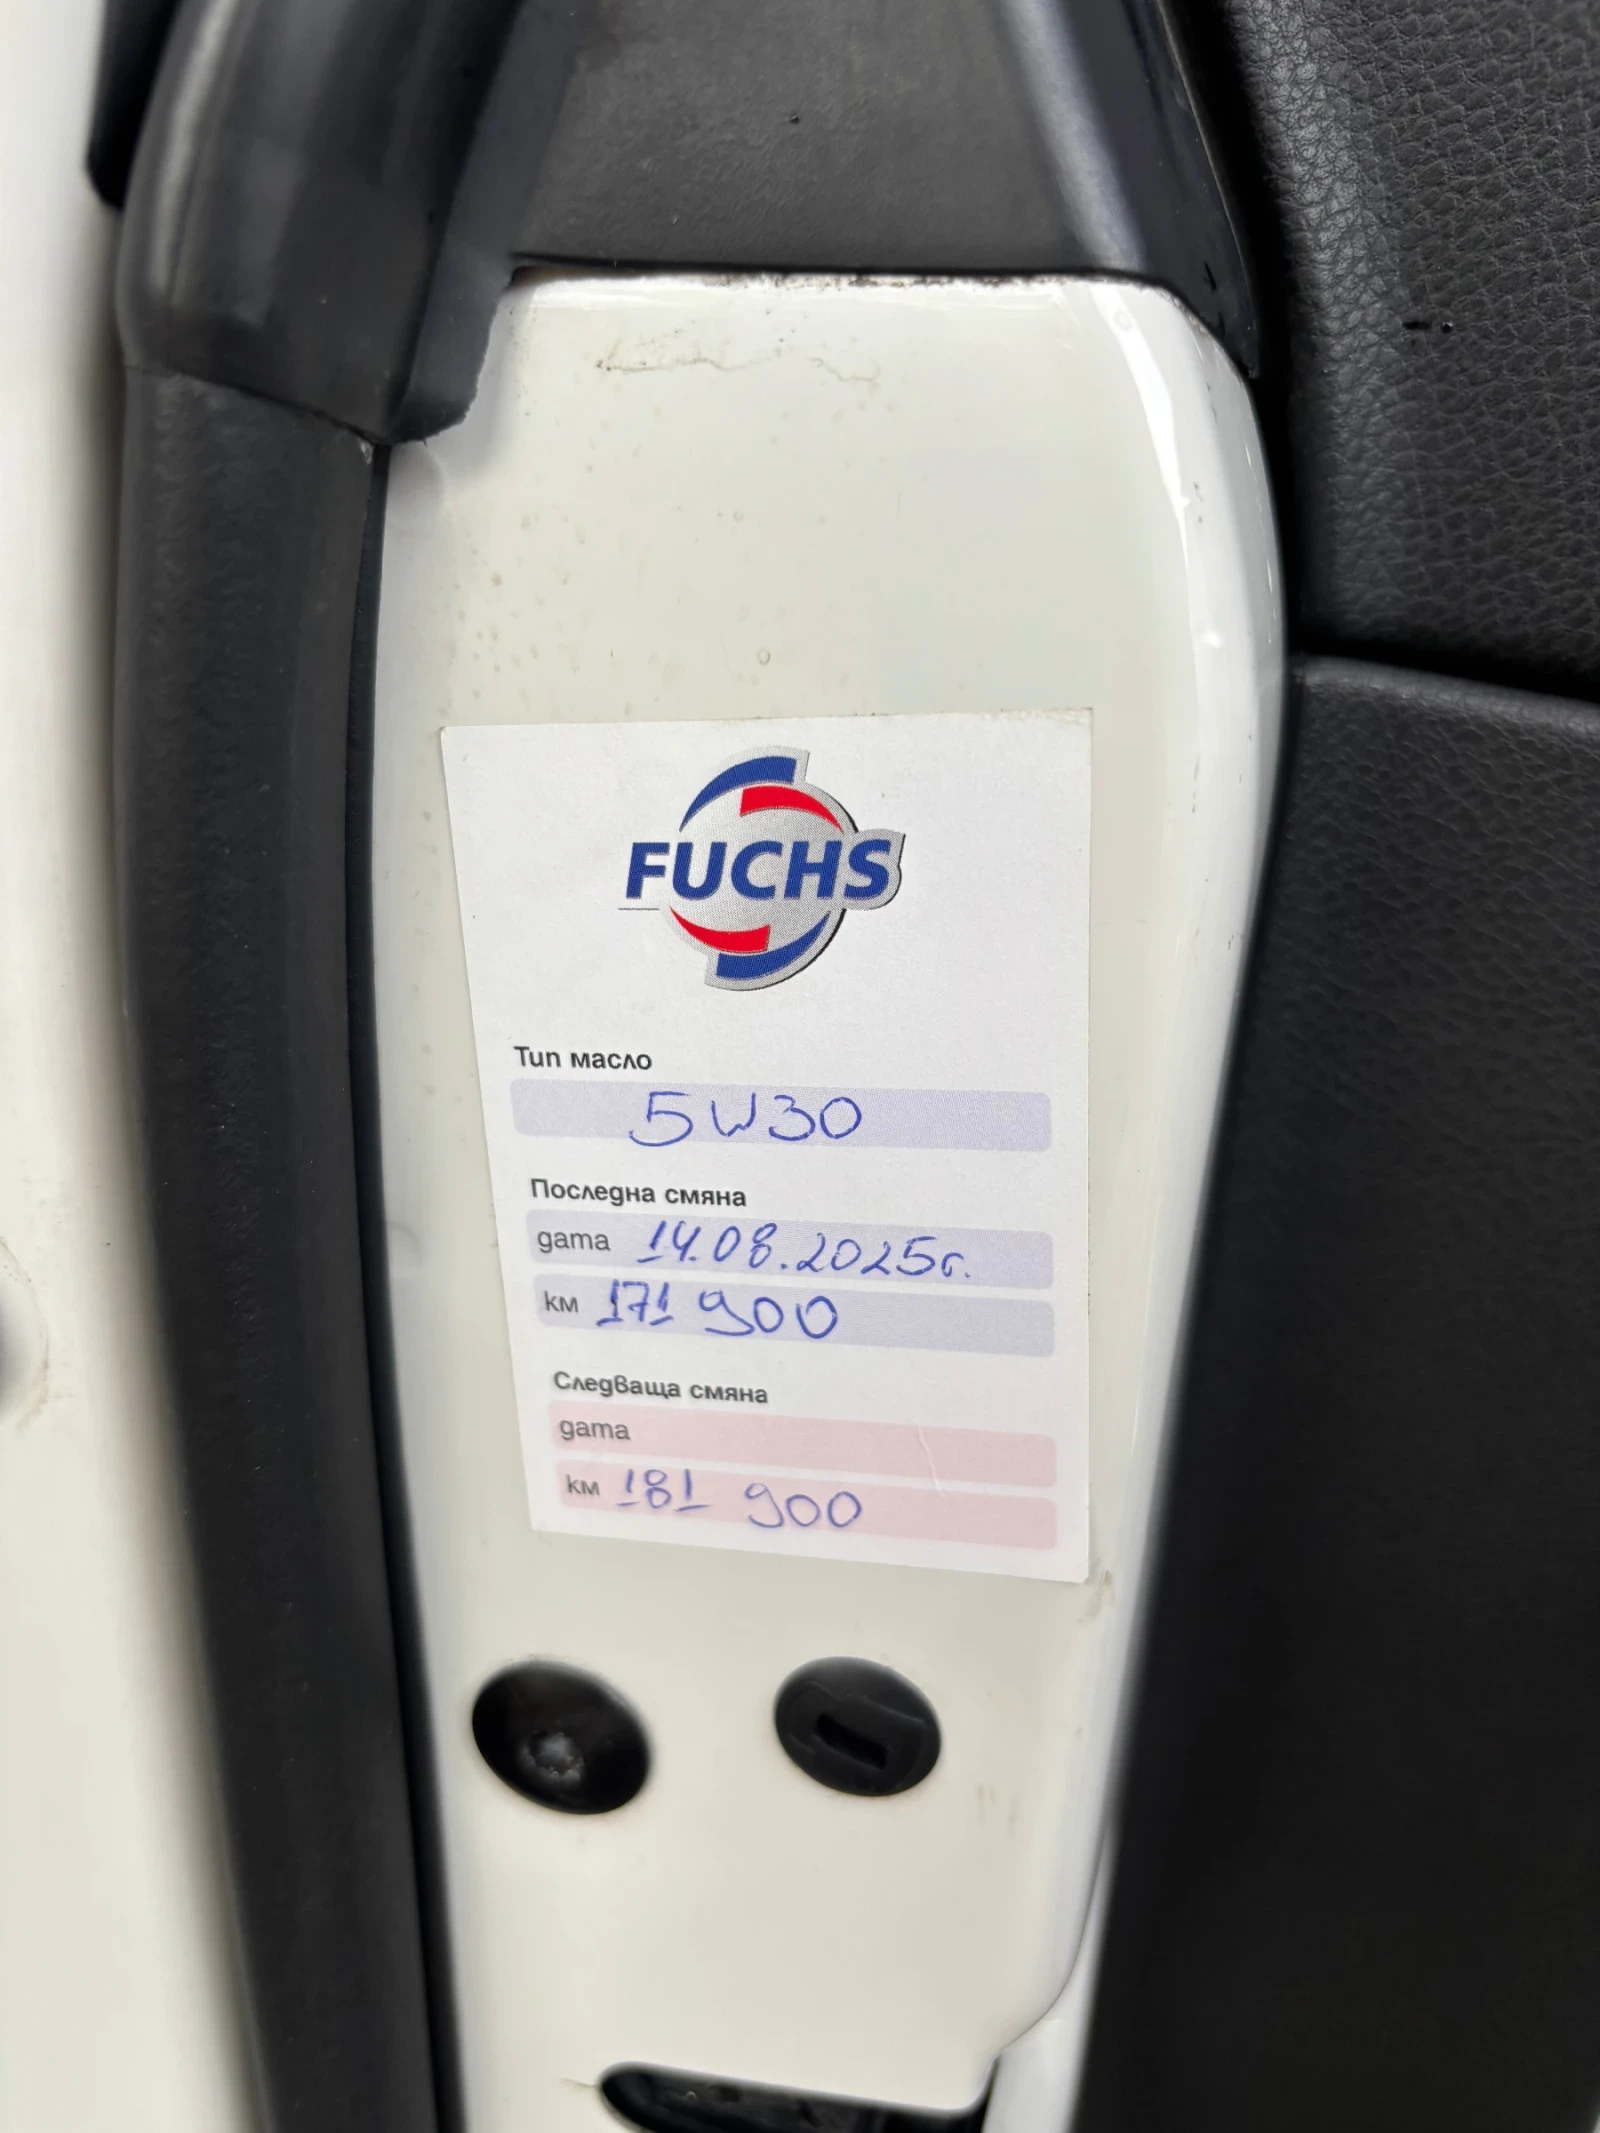 FUCHS
Тип масло
5W30
Последна смяна
дата 14.08.2025г.
км 171 900
Следваща смяна
дата
км 181 900